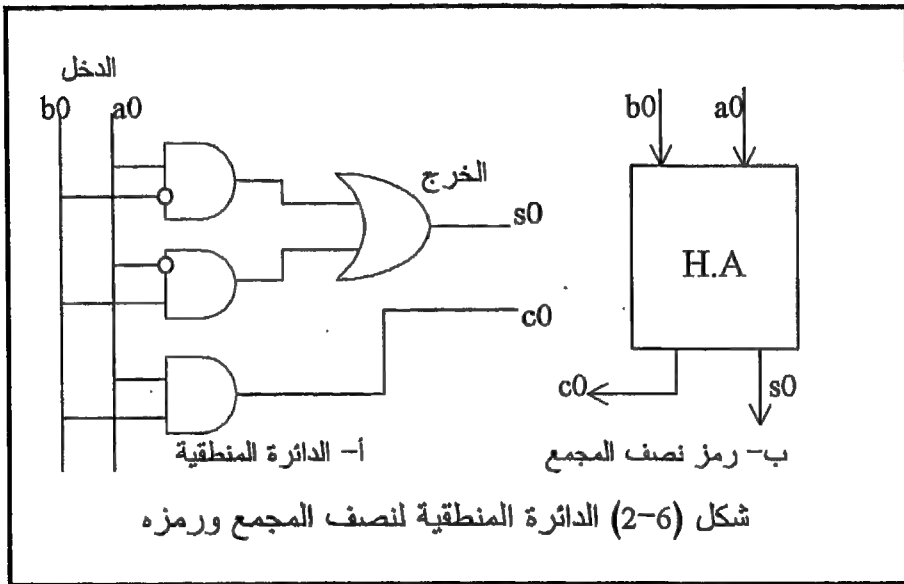 الدخل
b0 a0
الخرج
s0
c0
أ- الدائرة المنطقية
b0 a0
H.A
c0 s0
ب- رمز نصف المجمع
شكل (6-2) الدائرة المنطقية لنصف المجمع ورمزه